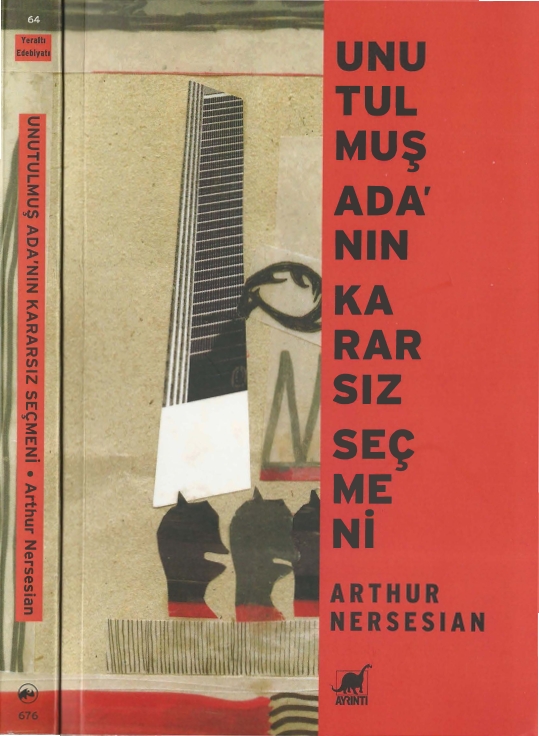 64
Yeraltı
Edebiyatı
UNUTULMUŞ ADA'NIN KARARSIZ SEÇMENİ • Arthur Nersesian
676
UNU
TUL
MUŞ
ADA'
NIN
KA
RAR
SIZ
SEÇ
ME
Nİ
ARTHUR
NERSESIAN
AYRINTI